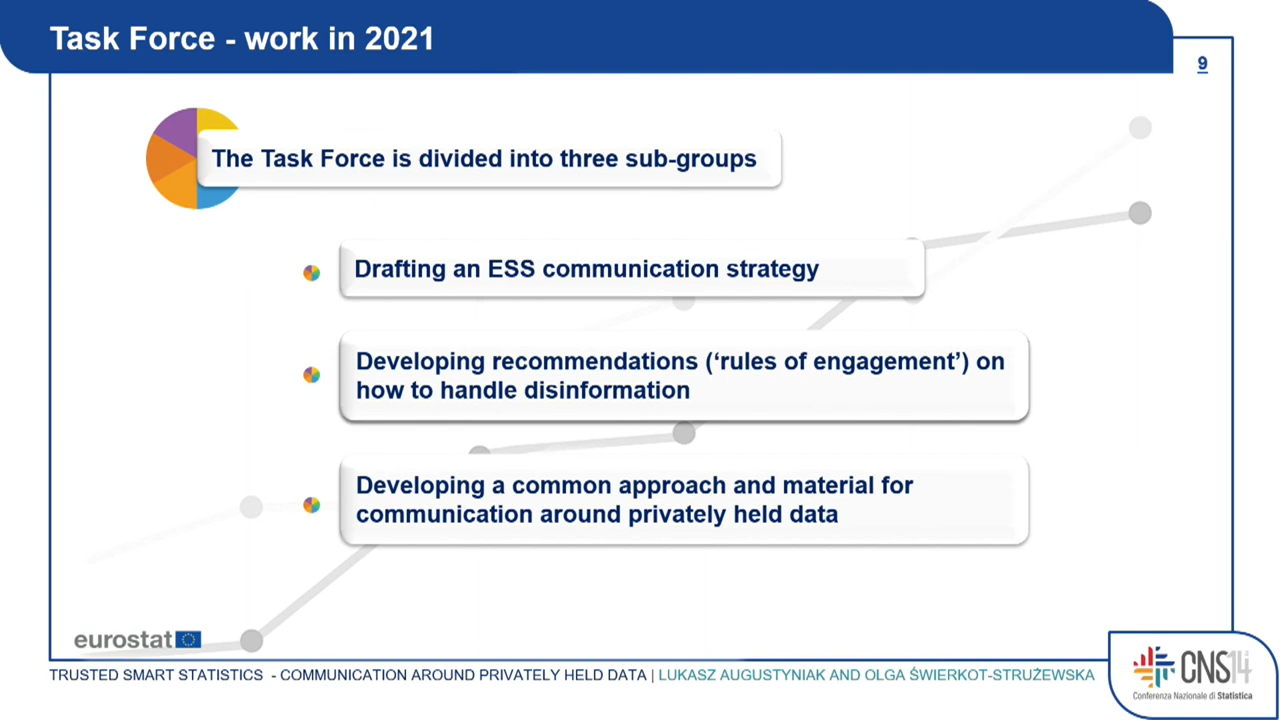 Task Force - work in 2021
9
The Task Force is divided into three sub-groups
Drafting an ESS communication strategy
Developing recommendations (‘rules of engagement’) on
how to handle disinformation
Developing a common approach and material for
communication around privately held data
eurostat
TRUSTED SMART STATISTICS - COMMUNICATION AROUND PRIVATELY HELD DATA | LUKASZ AUGUSTYNIAK AND OLGA ŚWIERKOT-STRUŻEWSKA
CNS14
Conferenza Nazionale di Statistica